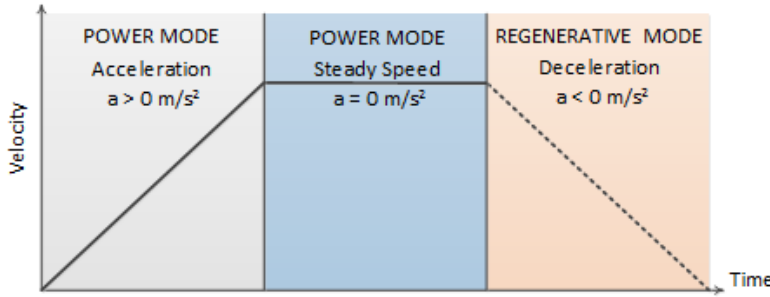 POWER MODE
Acceleration
a > 0 m/s²
POWER MODE
Steady Speed
a = 0 m/s²
REGENERATIVE MODE
Deceleration
a < 0 m/s²
Velocity
Time